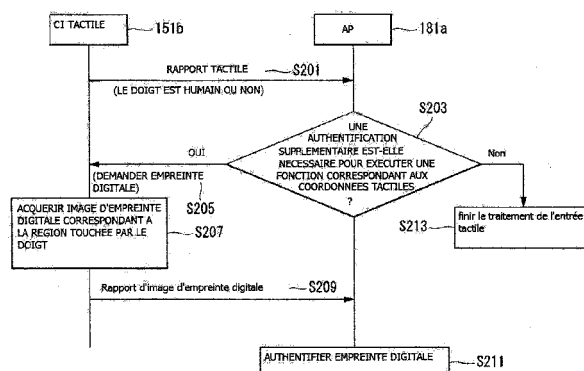 CI TACTILE
151b
AP
181a
RAPPORT TACTILE
S201
(LE DOIGT EST HUMAIN OU NON)
S203
UNE
AUTHENTIFICATION
SUPPLEMENTAIRE EST-ELLE
NECESSAIRE POUR EXECUTER UNE
FONCTION CORRESPONDANT AUX
COORDONNEES TACTILES
?
OUI
Non
(DEMANDER EMPREINTE
DIGITALE)
S205
ACQUERIR IMAGE D'EMPREINTE
DIGITALE CORRESPONDANT A
LA REGION TOUCHÉE PAR LE
DOIGT
S207
finir le traitement de l'entrée
tactile
S213
Rapport d'image d'empreinte digitale
S209
AUTHENTIFIER EMPREINTE DIGITALE
S211